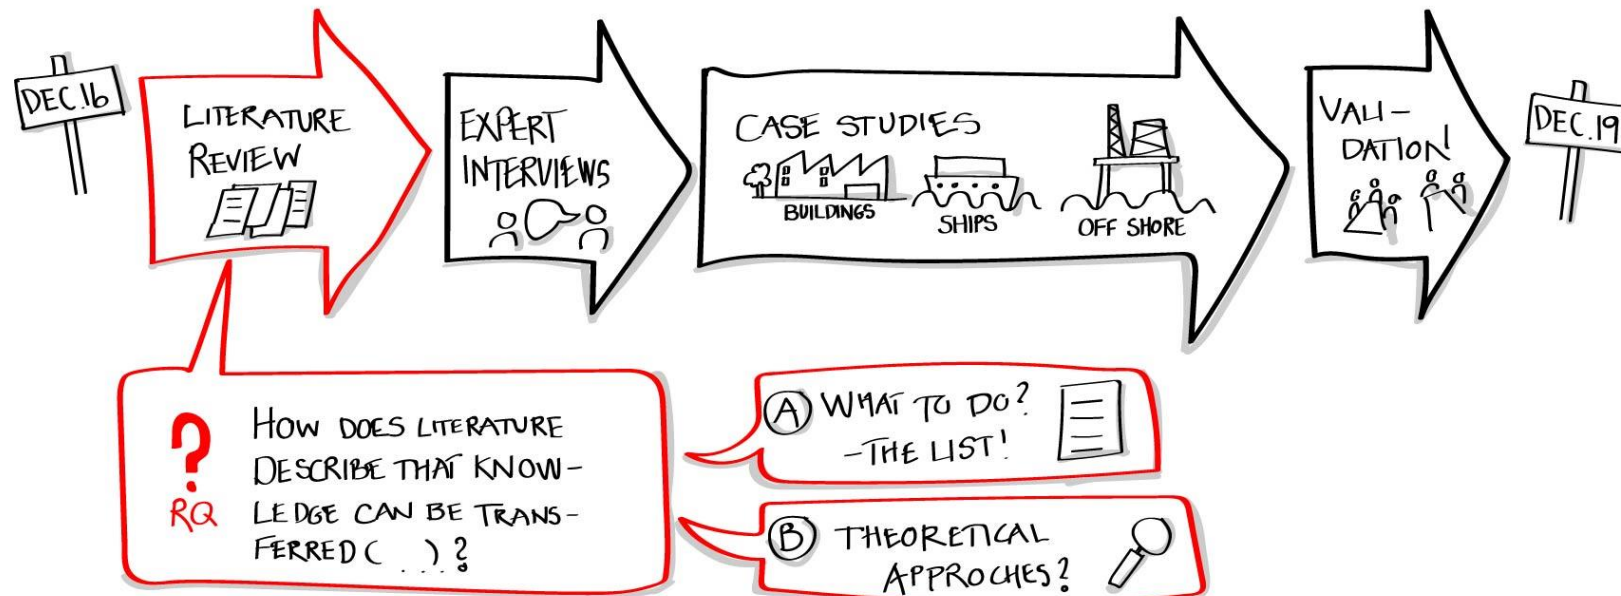 DEC.16
LITERATURE
REVIEW
EXPERT
INTERVIEWS
CASE STUDIES
BUILDINGS
SHIPS
OFF SHORE
VALI-
DATION
DEC.19
?
RQ
HOW DOES LITERATURE
DESCRIBE THAT KNOW-
LEDGE CAN BE TRANS-
FERRED (...)?
A WHAT TO DO?
-THE LIST!
B THEORETICAL
APPROCHES?